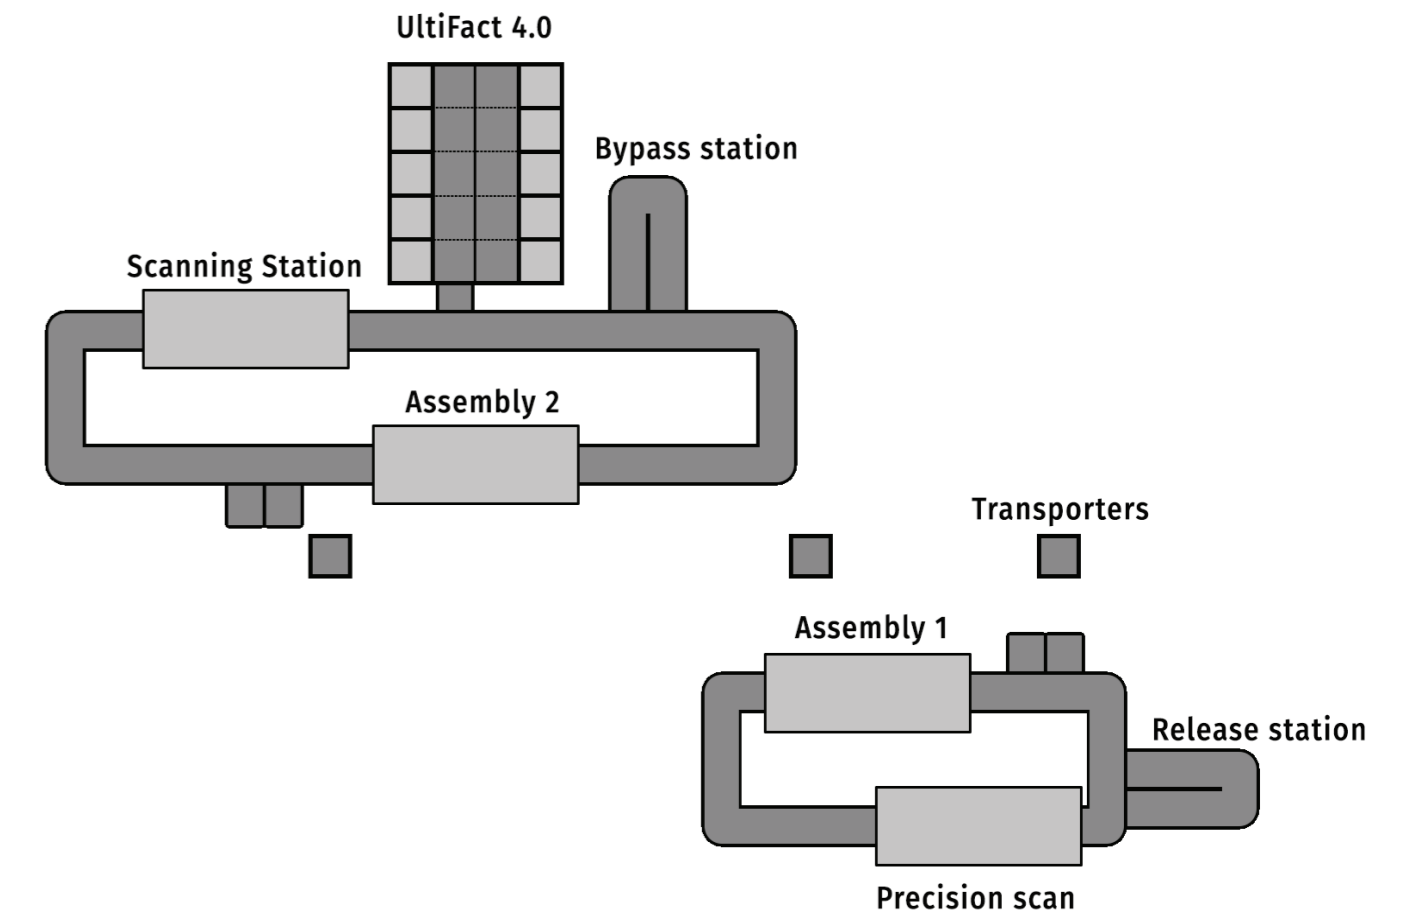 UltiFact 4.0
Bypass station
Scanning Station
Assembly 2
Transporters
Assembly 1
Release station
Precision scan